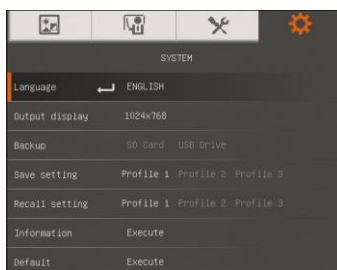 SYSTEM
Language ENGLISH
Output display 1024x768
Backup SD Card USB Drive
Save setting Profile 1 Profile 2 Profile 3
Recall setting Profile 1 Profile 2 Profile 3
Information Execute
Default Execute